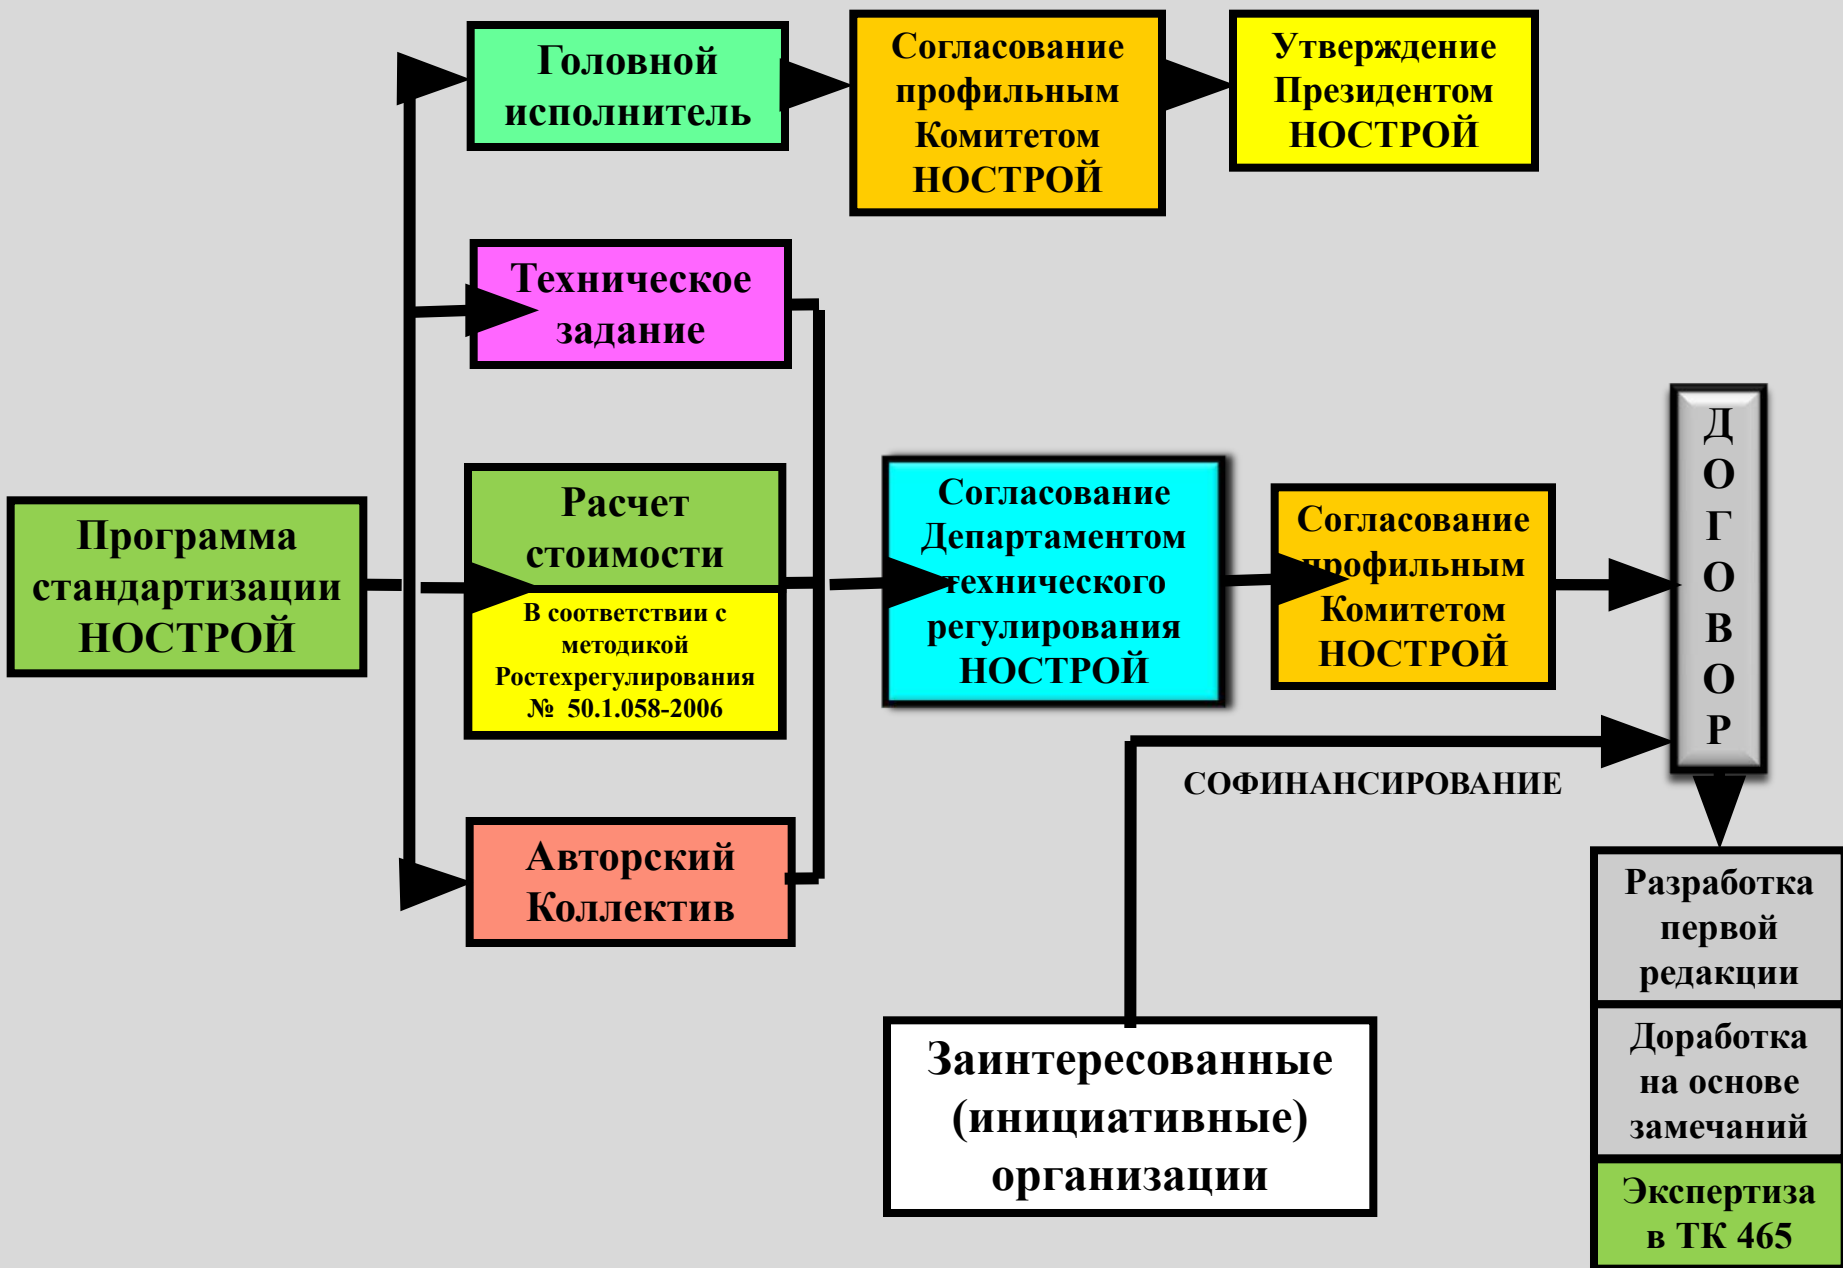 Головной
исполнитель
Согласование
профильным
Комитетом
НОСТРОЙ
Утверждение
Президентом
НОСТРОЙ
Техническое
задание
Программа
стандартизации
НОСТРОЙ
Расчет
стоимости
В соответствии с
методикой
Ростехрегулирования
№ 50.1.058-2006
Согласование
Департаментом
технического
регулирования
НОСТРОЙ
Согласование
профильным
Комитетом
НОСТРОЙ
Д
О
Г
О
В
О
Р
СОФИНАНСИРОВАНИЕ
Авторский
Коллектив
Заинтересованные
(инициативные)
организации
Разработка
первой
редакции
Доработка
на основе
замечаний
Экспертиза
в ТК 465